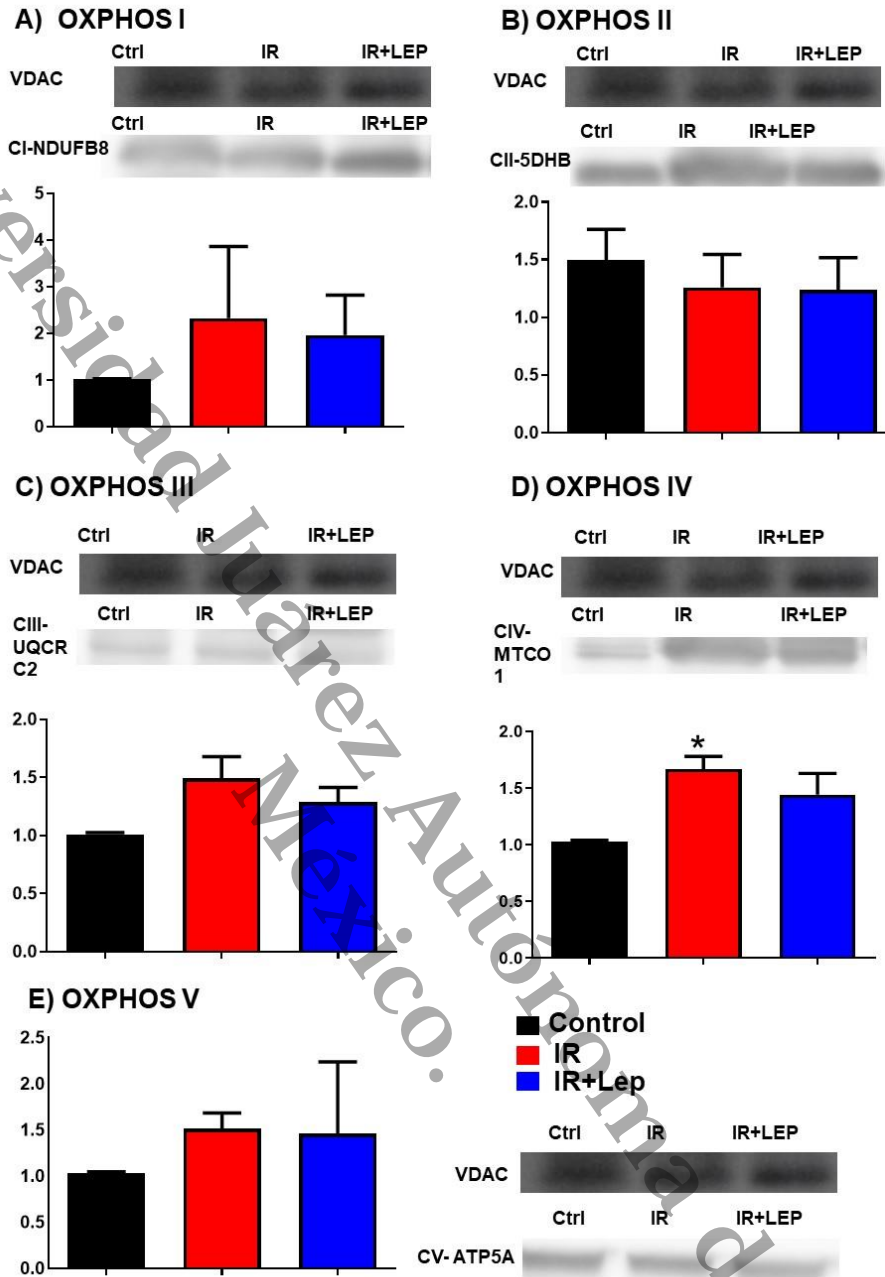 A) OXPHOS I
Ctrl IR IR+LEP
VDAC
Ctrl IR IR+LEP
CI-NDUFB8
5
4
3
2
1
0
B) OXPHOS II
Ctrl IR IR+LEP
VDAC
Ctrl IR IR+LEP
CII-5DHB
2.0
1.5
1.0
0.5
0.0
C) OXPHOS III
Ctrl IR IR+LEP
VDAC
Ctrl IR IR+LEP
CIII-
UQCR
C2
2.0
1.5
1.0
0.5
0.0
D) OXPHOS IV
Ctrl IR IR+LEP
VDAC
Ctrl IR IR+LEP
CIV-
MTCO
1
2.0
1.5
1.0
0.5
0.0
*
E) OXPHOS V
2.5
2.0
1.5
1.0
0.5
0.0
Control
IR
IR+Lep
Ctrl IR IR+LEP
VDAC
Ctrl IR IR+LEP
CV- ATP5A
versidad Juárez Autónoma d
México.